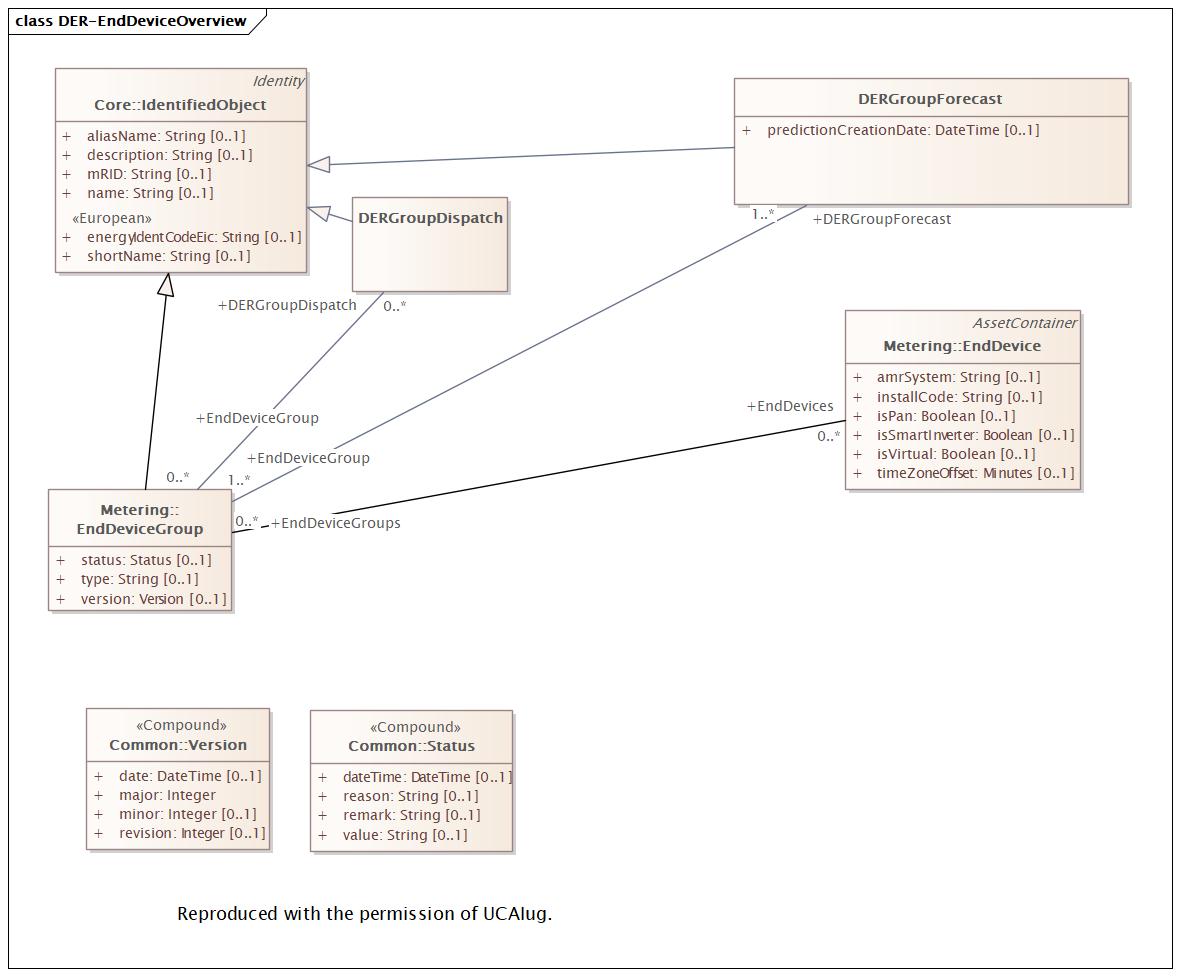 class DER-EndDeviceOverview
Identity
Core::IdentifiedObject
+ aliasName: String [0..1]
+ description: String [0..1]
+ mRID: String [0..1]
+ name: String [0..1]
«European»
+ energyIdentCodeEic: String [0..1]
+ shortName: String [0..1]
DERGroupForecast
+ predictionCreationDate: DateTime [0..1]
1..*
+DERGroupForecast
DERGroupDispatch
+DERGroupDispatch
0..*
AssetContainer
Metering::EndDevice
+ amrSystem: String [0..1]
+ installCode: String [0..1]
+ isPan: Boolean [0..1]
+ isSmartInverter: Boolean [0..1]
+ isVirtual: Boolean [0..1]
+ timeZoneOffset: Minutes [0..1]
+EndDevices
0..*
+EndDeviceGroup
+EndDeviceGroup
0..*
1..*
0..*
+EndDeviceGroups
Metering::
EndDeviceGroup
+ status: Status [0..1]
+ type: String [0..1]
+ version: Version [0..1]
«Compound»
Common::Version
+ date: DateTime [0..1]
+ major: Integer
+ minor: Integer [0..1]
+ revision: Integer [0..1]
«Compound»
Common::Status
+ dateTime: DateTime [0..1]
+ reason: String [0..1]
+ remark: String [0..1]
+ value: String [0..1]
Reproduced with the permission of UCAIug.